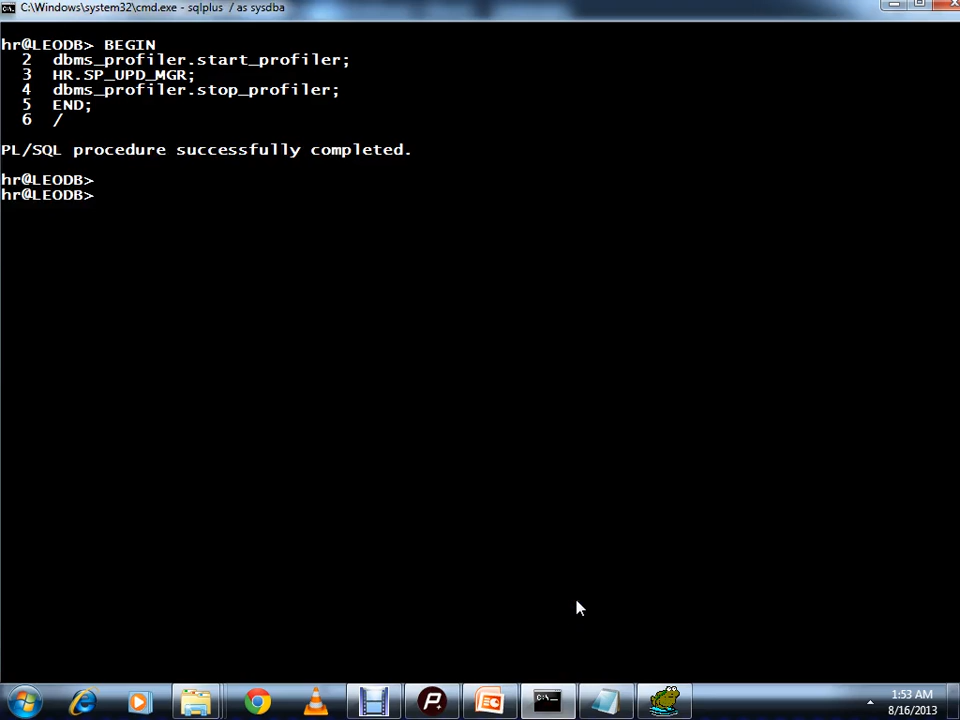 C:\Windows\system32\cmd.exe - sqlplus  / as sysdba
hr@LEODB> BEGIN
2  dbms_profiler.start_profiler;
3  HR.SP_UPD_MGR;
4  dbms_profiler.stop_profiler;
5  END;
6  /
PL/SQL procedure successfully completed.
hr@LEODB>
hr@LEODB>
1:53 AM
8/16/2013